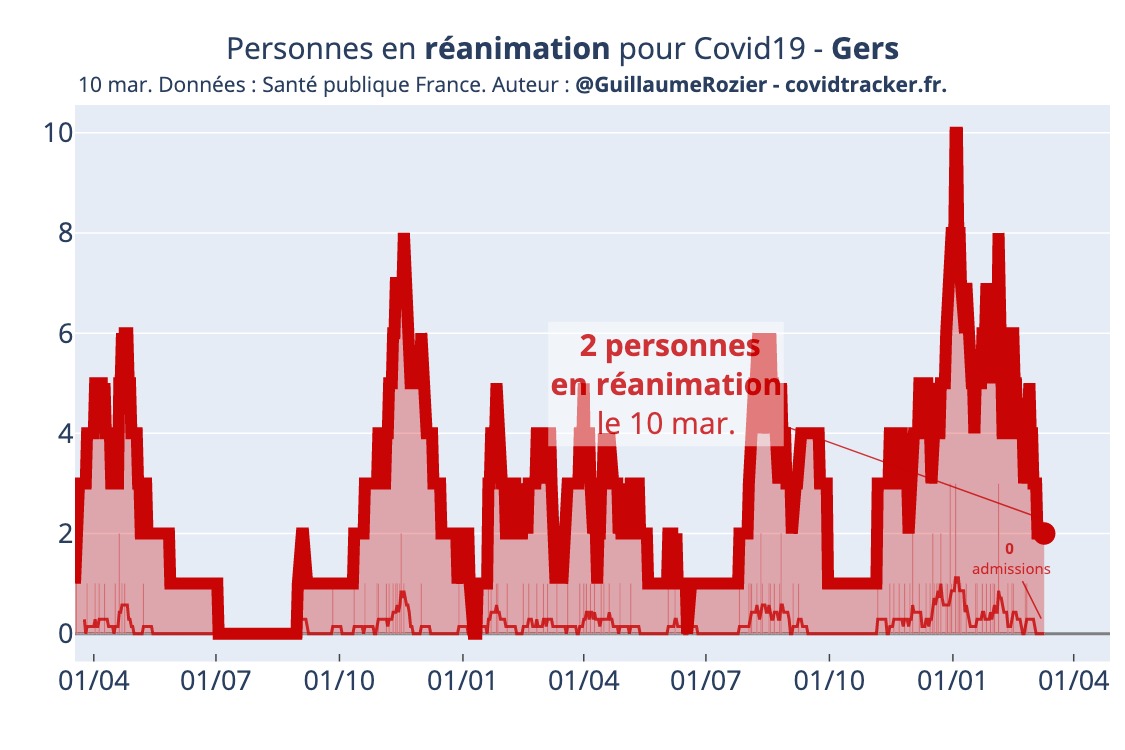 Personnes en réanimation pour Covid19 - Gers
10 mar. Données : Santé publique France. Auteur : @GuillaumeRozier - covidtracker.fr.
10
8
6
4
2
0
2 personnes
en réanimation
le 10 mar.
0
admissions
01/04 01/07 01/10 01/01 01/04 01/07 01/10 01/01 01/04